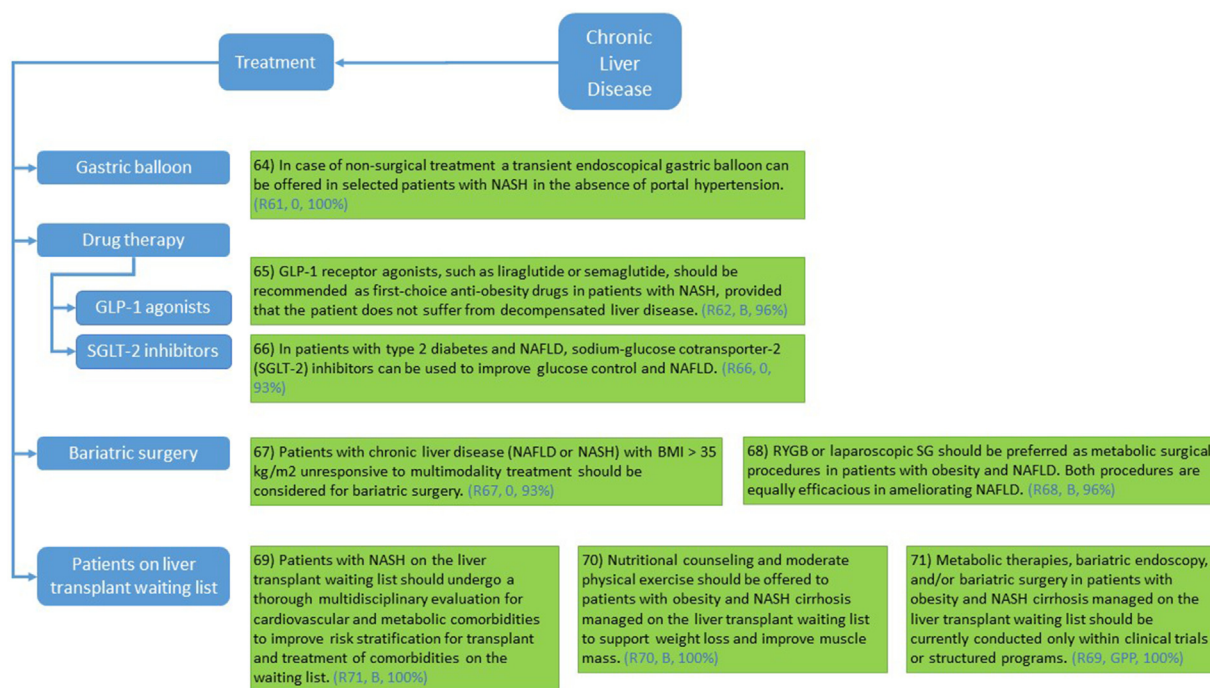 Chronic
Liver
Disease
Treatment
Gastric balloon
64) In case of non-surgical treatment a transient endoscopical gastric balloon can
be offered in selected patients with NASH in the absence of portal hypertension.
(R61, 0, 100%)
Drug therapy
GLP-1 agonists
65) GLP-1 receptor agonists, such as liraglutide or semaglutide, should be
recommended as first-choice anti-obesity drugs in patients with NASH, provided
that the patient does not suffer from decompensated liver disease. (R62, B, 96%)
SGLT-2 inhibitors
66) In patients with type 2 diabetes and NAFLD, sodium-glucose cotransporter-2
(SGLT-2) inhibitors can be used to improve glucose control and NAFLD. (R66, 0,
93%)
Bariatric surgery
67) Patients with chronic liver disease (NAFLD or NASH) with BMI > 35
kg/m2 unresponsive to multimodality treatment should be
considered for bariatric surgery. (R67, 0, 93%)
68) RYGB or laparoscopic SG should be preferred as metabolic surgical
procedures in patients with obesity and NAFLD. Both procedures are
equally efficacious in ameliorating NAFLD. (R68, B, 96%)
Patients on liver
transplant waiting list
69) Patients with NASH on the liver
transplant waiting list should undergo a
thorough multidisciplinary evaluation for
cardiovascular and metabolic comorbidities
to improve risk stratification for transplant
and treatment of comorbidities on the
waiting list. (R71, B, 100%)
70) Nutritional counseling and moderate
physical exercise should be offered to
patients with obesity and NASH cirrhosis
managed on the liver transplant waiting list
to support weight loss and improve muscle
mass. (R70, B, 100%)
71) Metabolic therapies, bariatric endoscopy,
and/or bariatric surgery in patients with
obesity and NASH cirrhosis managed on the
liver transplant waiting list should be
currently conducted only within clinical trials
or structured programs. (R69, GPP, 100%)